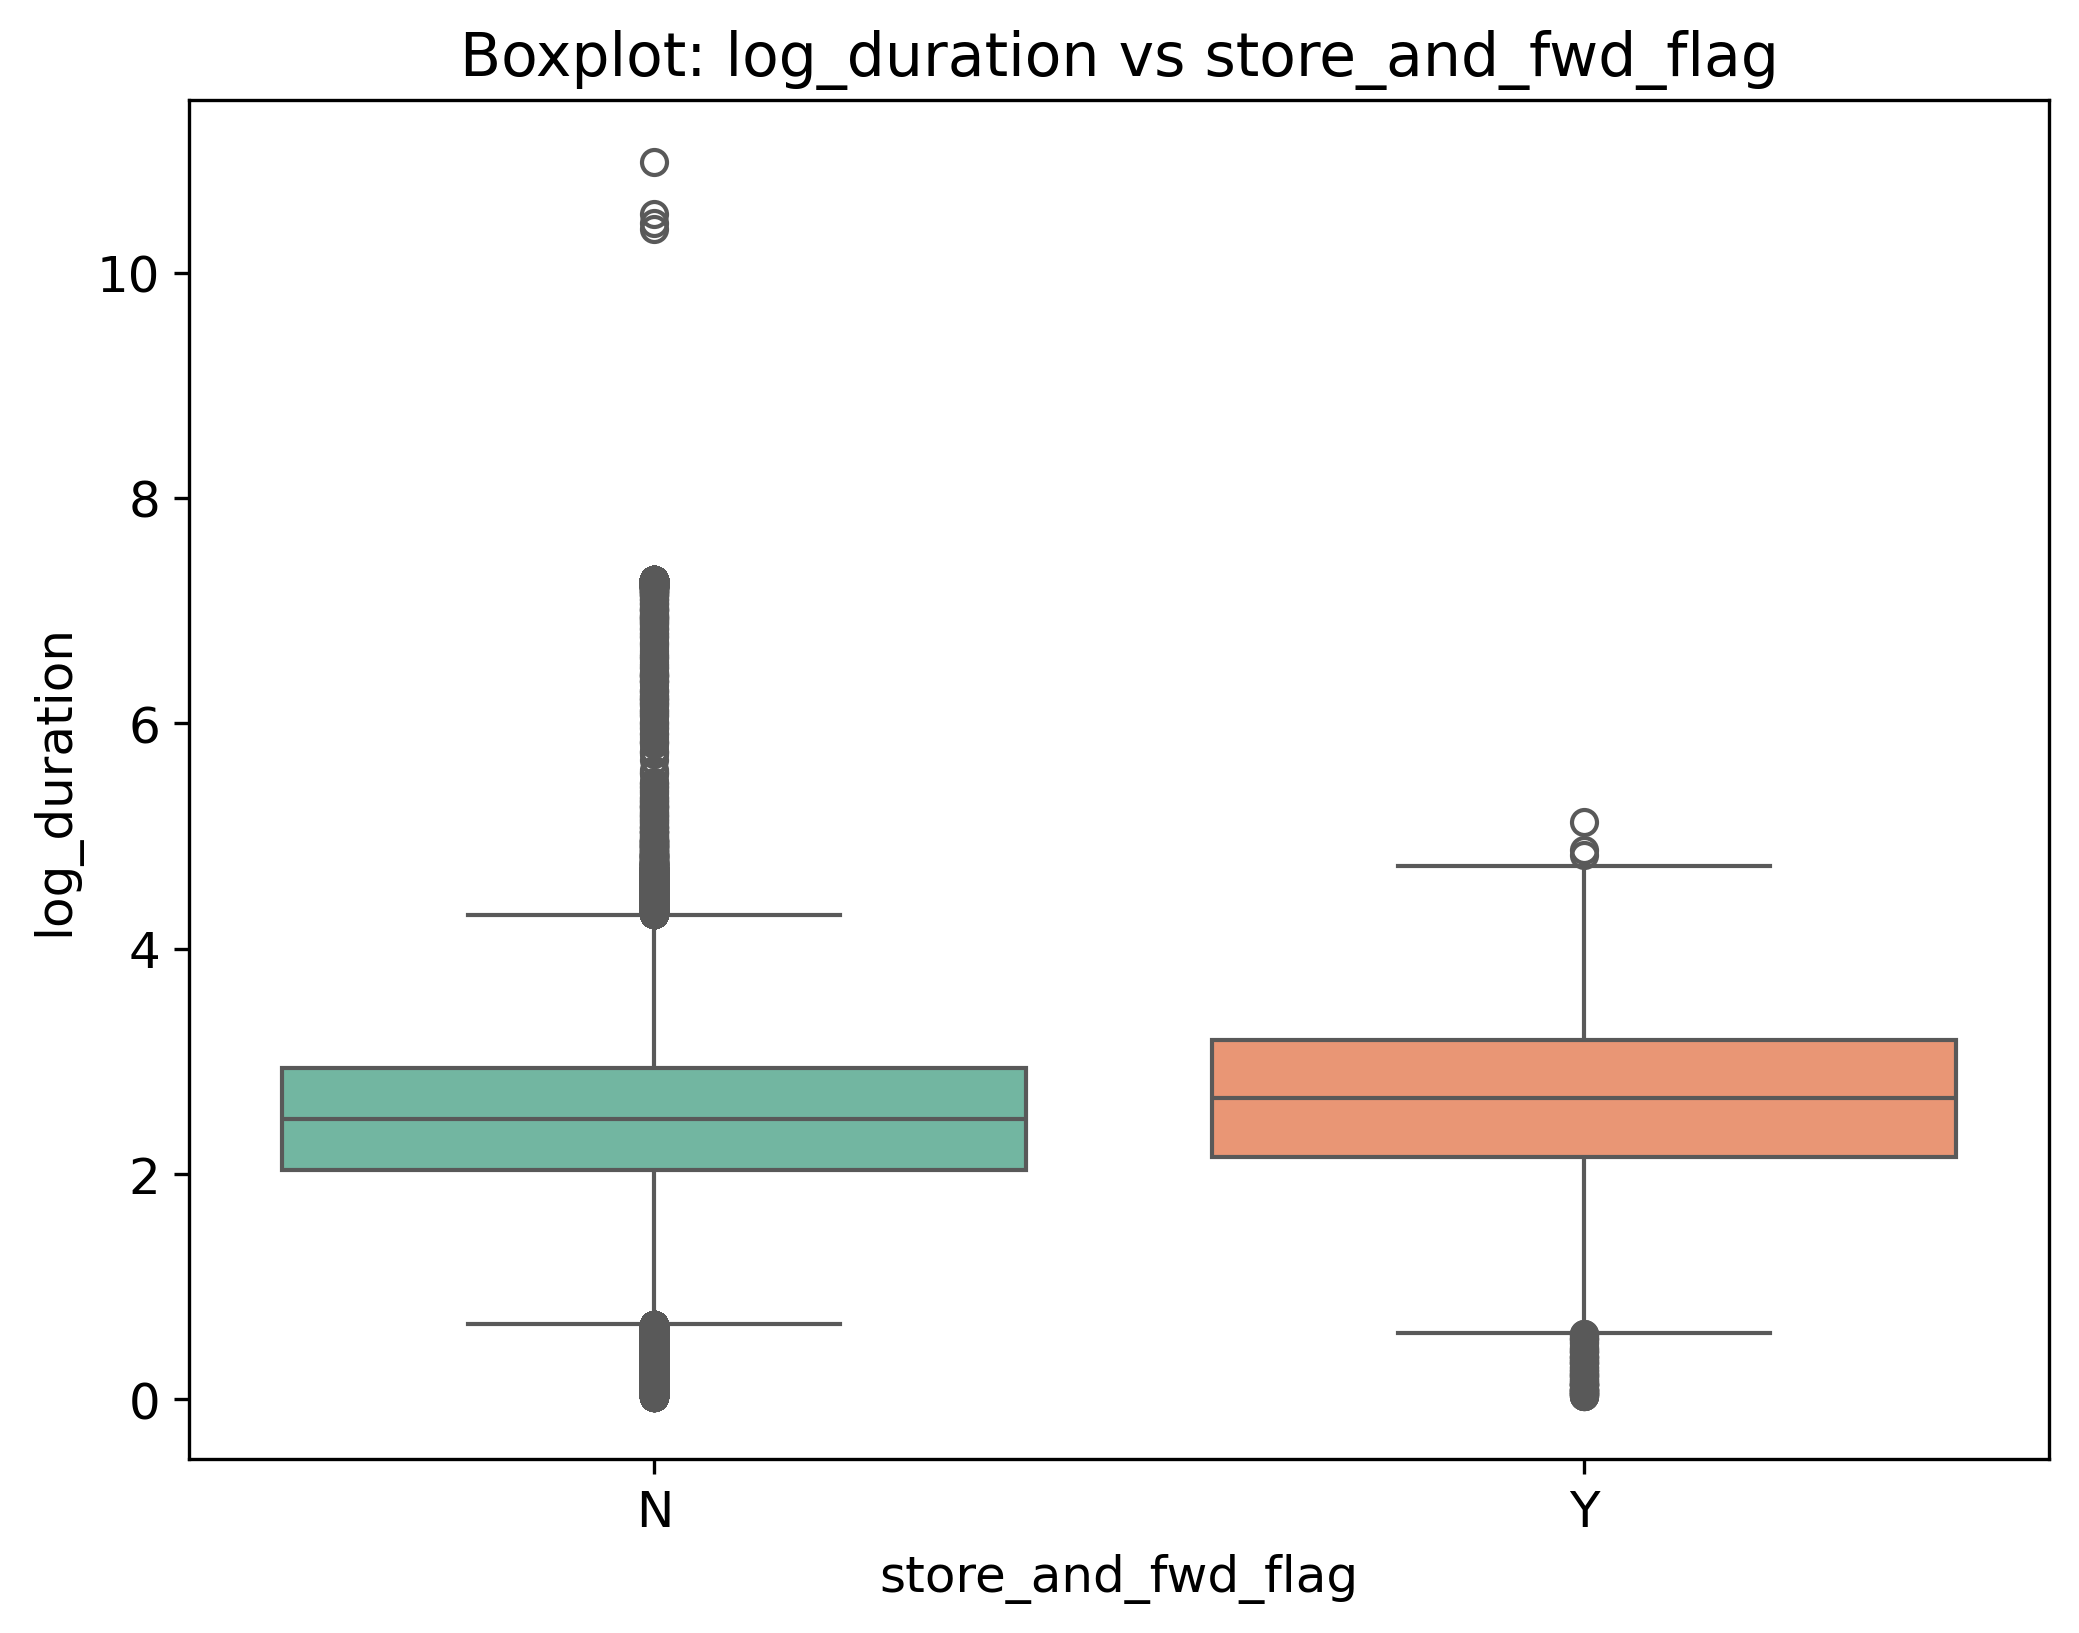 Boxplot: log_duration vs store_and_fwd_flag
log_duration
10
8
6
4
2
0
N
Y
store_and_fwd_flag